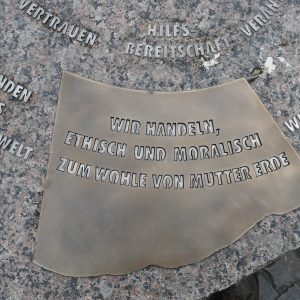 VERTRAUEN
HILFS
BEREITSCHAFT
WIR HANDELN,
ETHISCH UND MORALISCH
ZUM WOHLE VON MUTTER ERDE